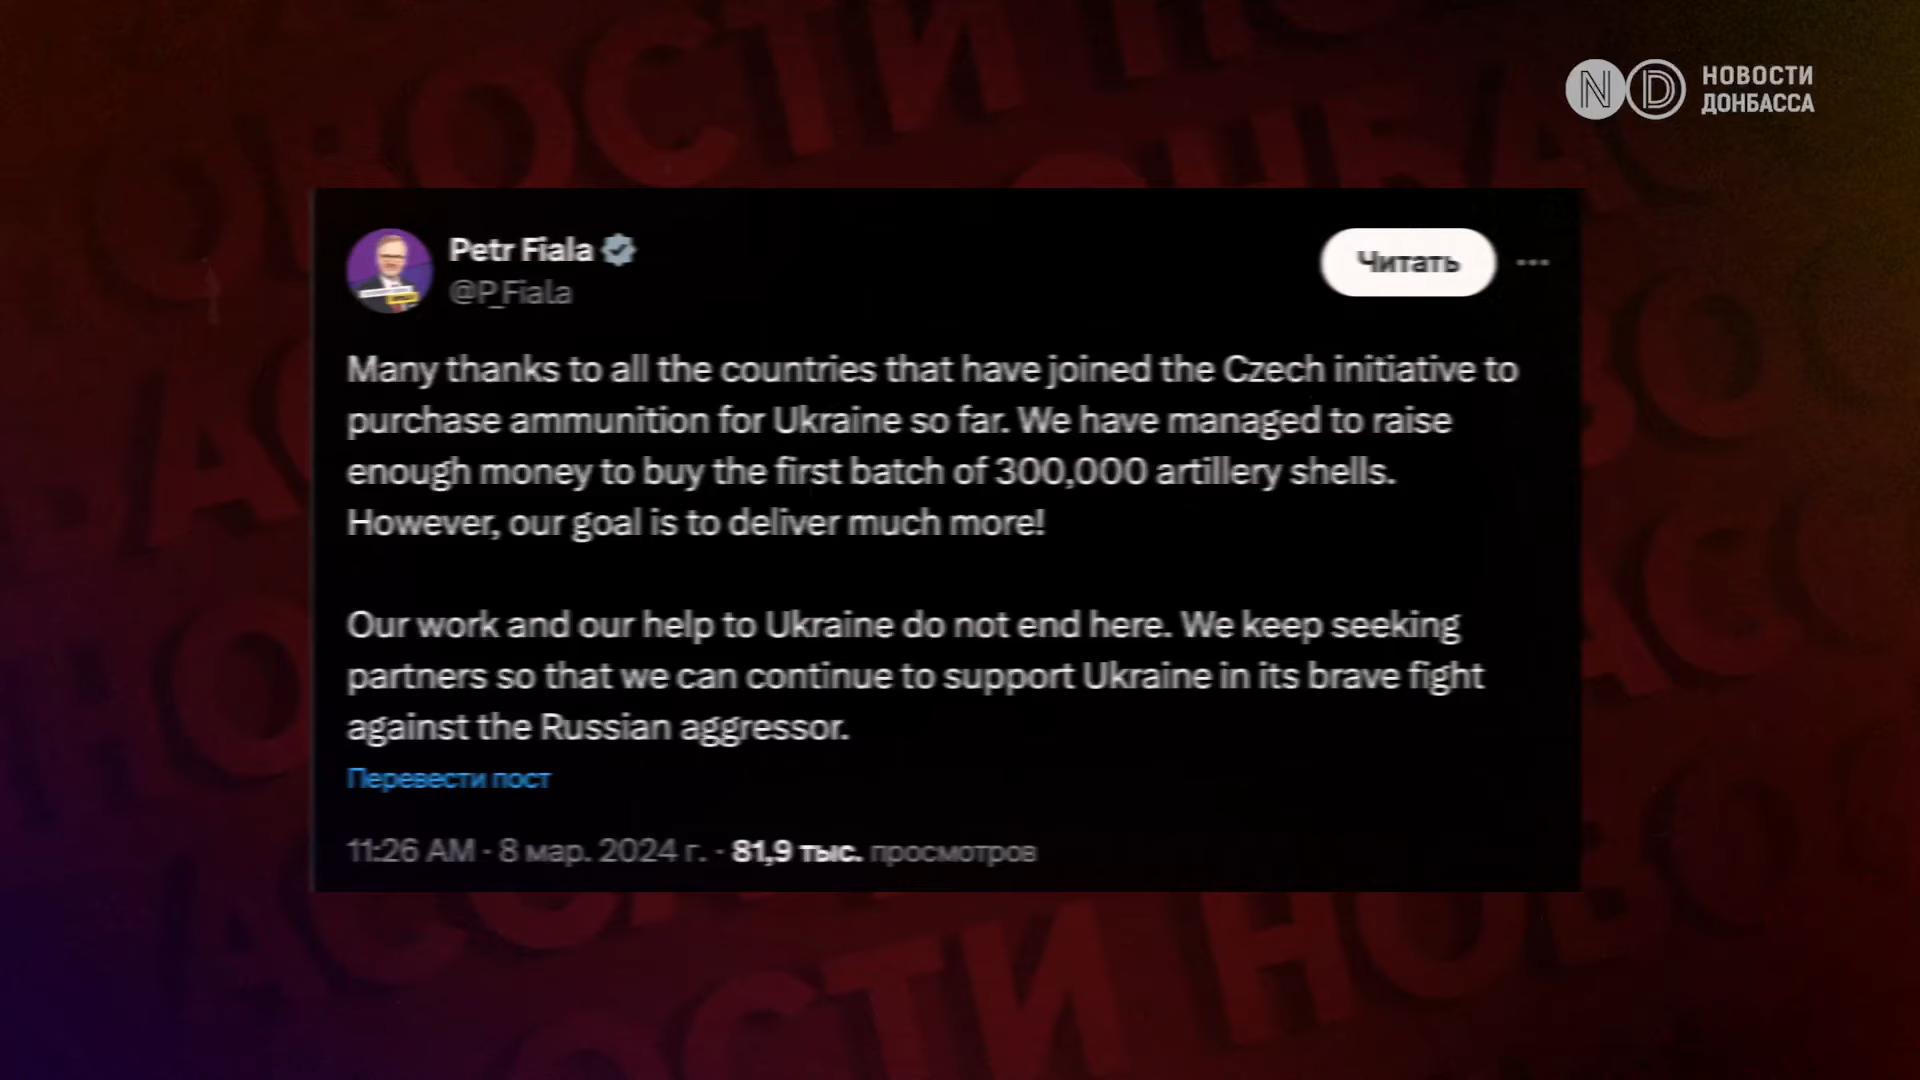 НОВОСТИ
ДОНБАССА
Petr Fiala
@P_Fiala
Читать
Many thanks to all the countries that have joined the Czech initiative to
purchase ammunition for Ukraine so far. We have managed to raise
enough money to buy the first batch of 300,000 artillery shells.
However, our goal is to deliver much more!
Our work and our help to Ukraine do not end here. We keep seeking
partners so that we can continue to support Ukraine in its brave fight
against the Russian aggressor.
Перевести пост
11:26 AM · 8 мар. 2024 г. · 81,9 тыс. просмотров